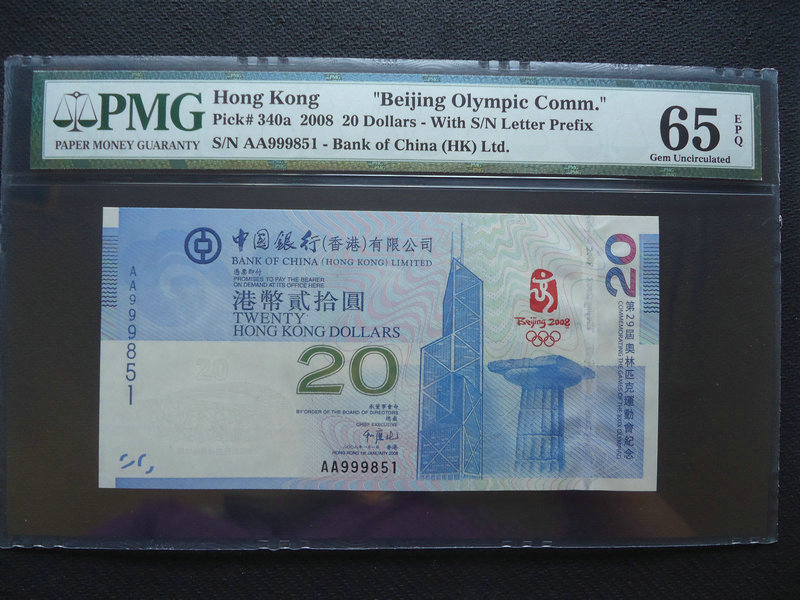 PMG
PAPER MONEY GUARANTY
Hong Kong "Beijing Olympic Comm."
Pick# 340a 2008 20 Dollars - With S/N Letter Prefix
S/N AA999851 - Bank of China (HK) Ltd.
65
EPQ
Gem Uncirculated
中國銀行(香港)有限公司
BANK OF CHINA (HONG KONG) LIMITED
憑票即付
PROMISES TO PAY THE BEARER
ON DEMAND AT ITS OFFICE HERE
港幣貳拾圓
TWENTY
HONG KONG DOLLARS
20
BY ORDER OF THE BOARD OF DIRECTORS
總裁
CHIEF EXECUTIVE
HONG KONG 1st JANUARY 2008
AA999851
AA999851
Beijing 2008
20
第29屆奧林匹克運動會紀念
COMMEMORATING THE GAMES OF THE XXIX OLYMPIAD